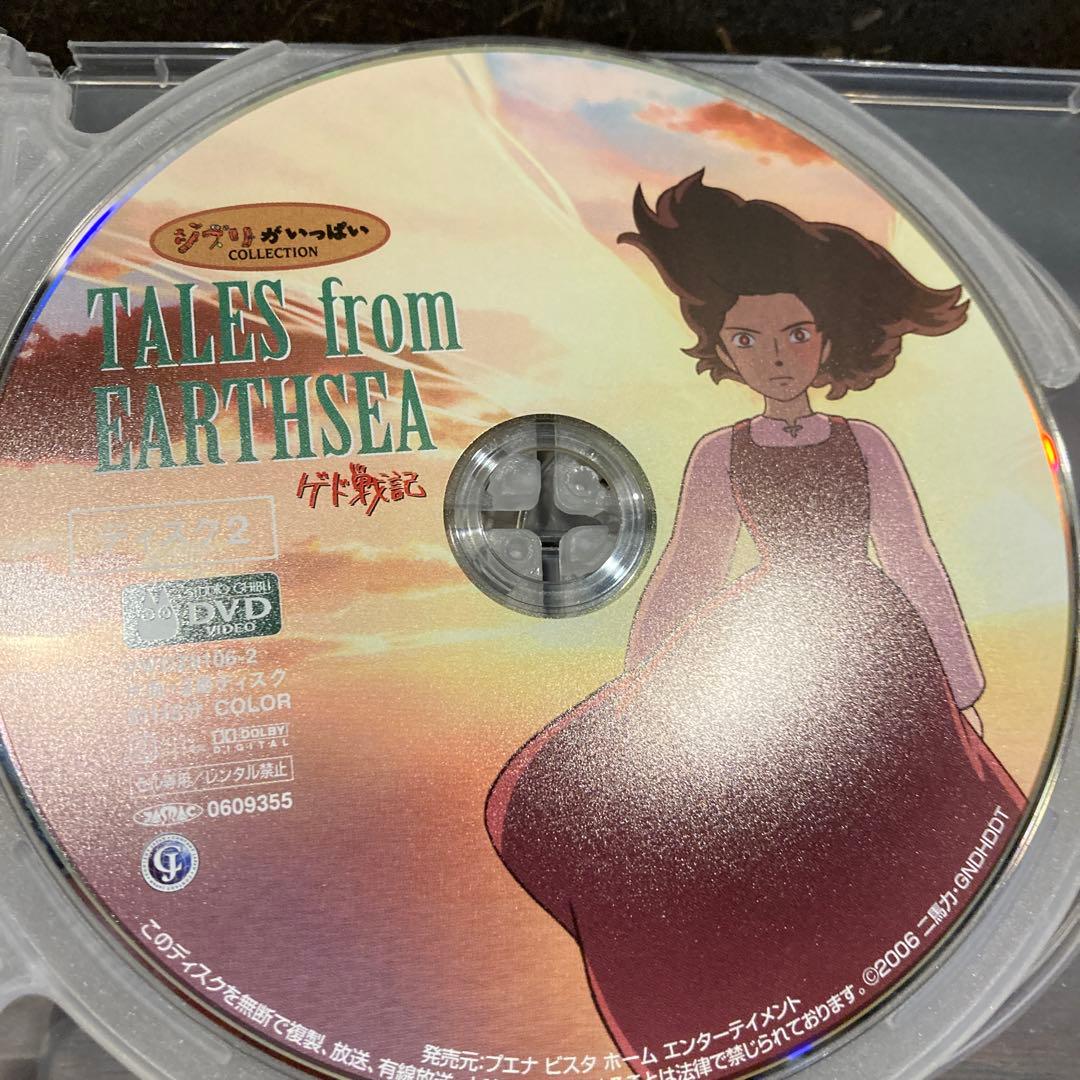 ジブリがいっぱい
COLLECTION
TALES from
EARTHSEA
ゲド戦記
ディスク2
STUDIO GHIBLI
DVD
VIDEO
ディスク
COLOR
DOLBY
DIGITAL
セル専用/レンタル禁止
JASRAC 0609355
このディスクを無断で複製、放送、有線放送、
ることは法律で禁じられております。©2006 二馬力・GNDHDDT
発売元:ブエナ ビスタ ホーム エンターテイメント